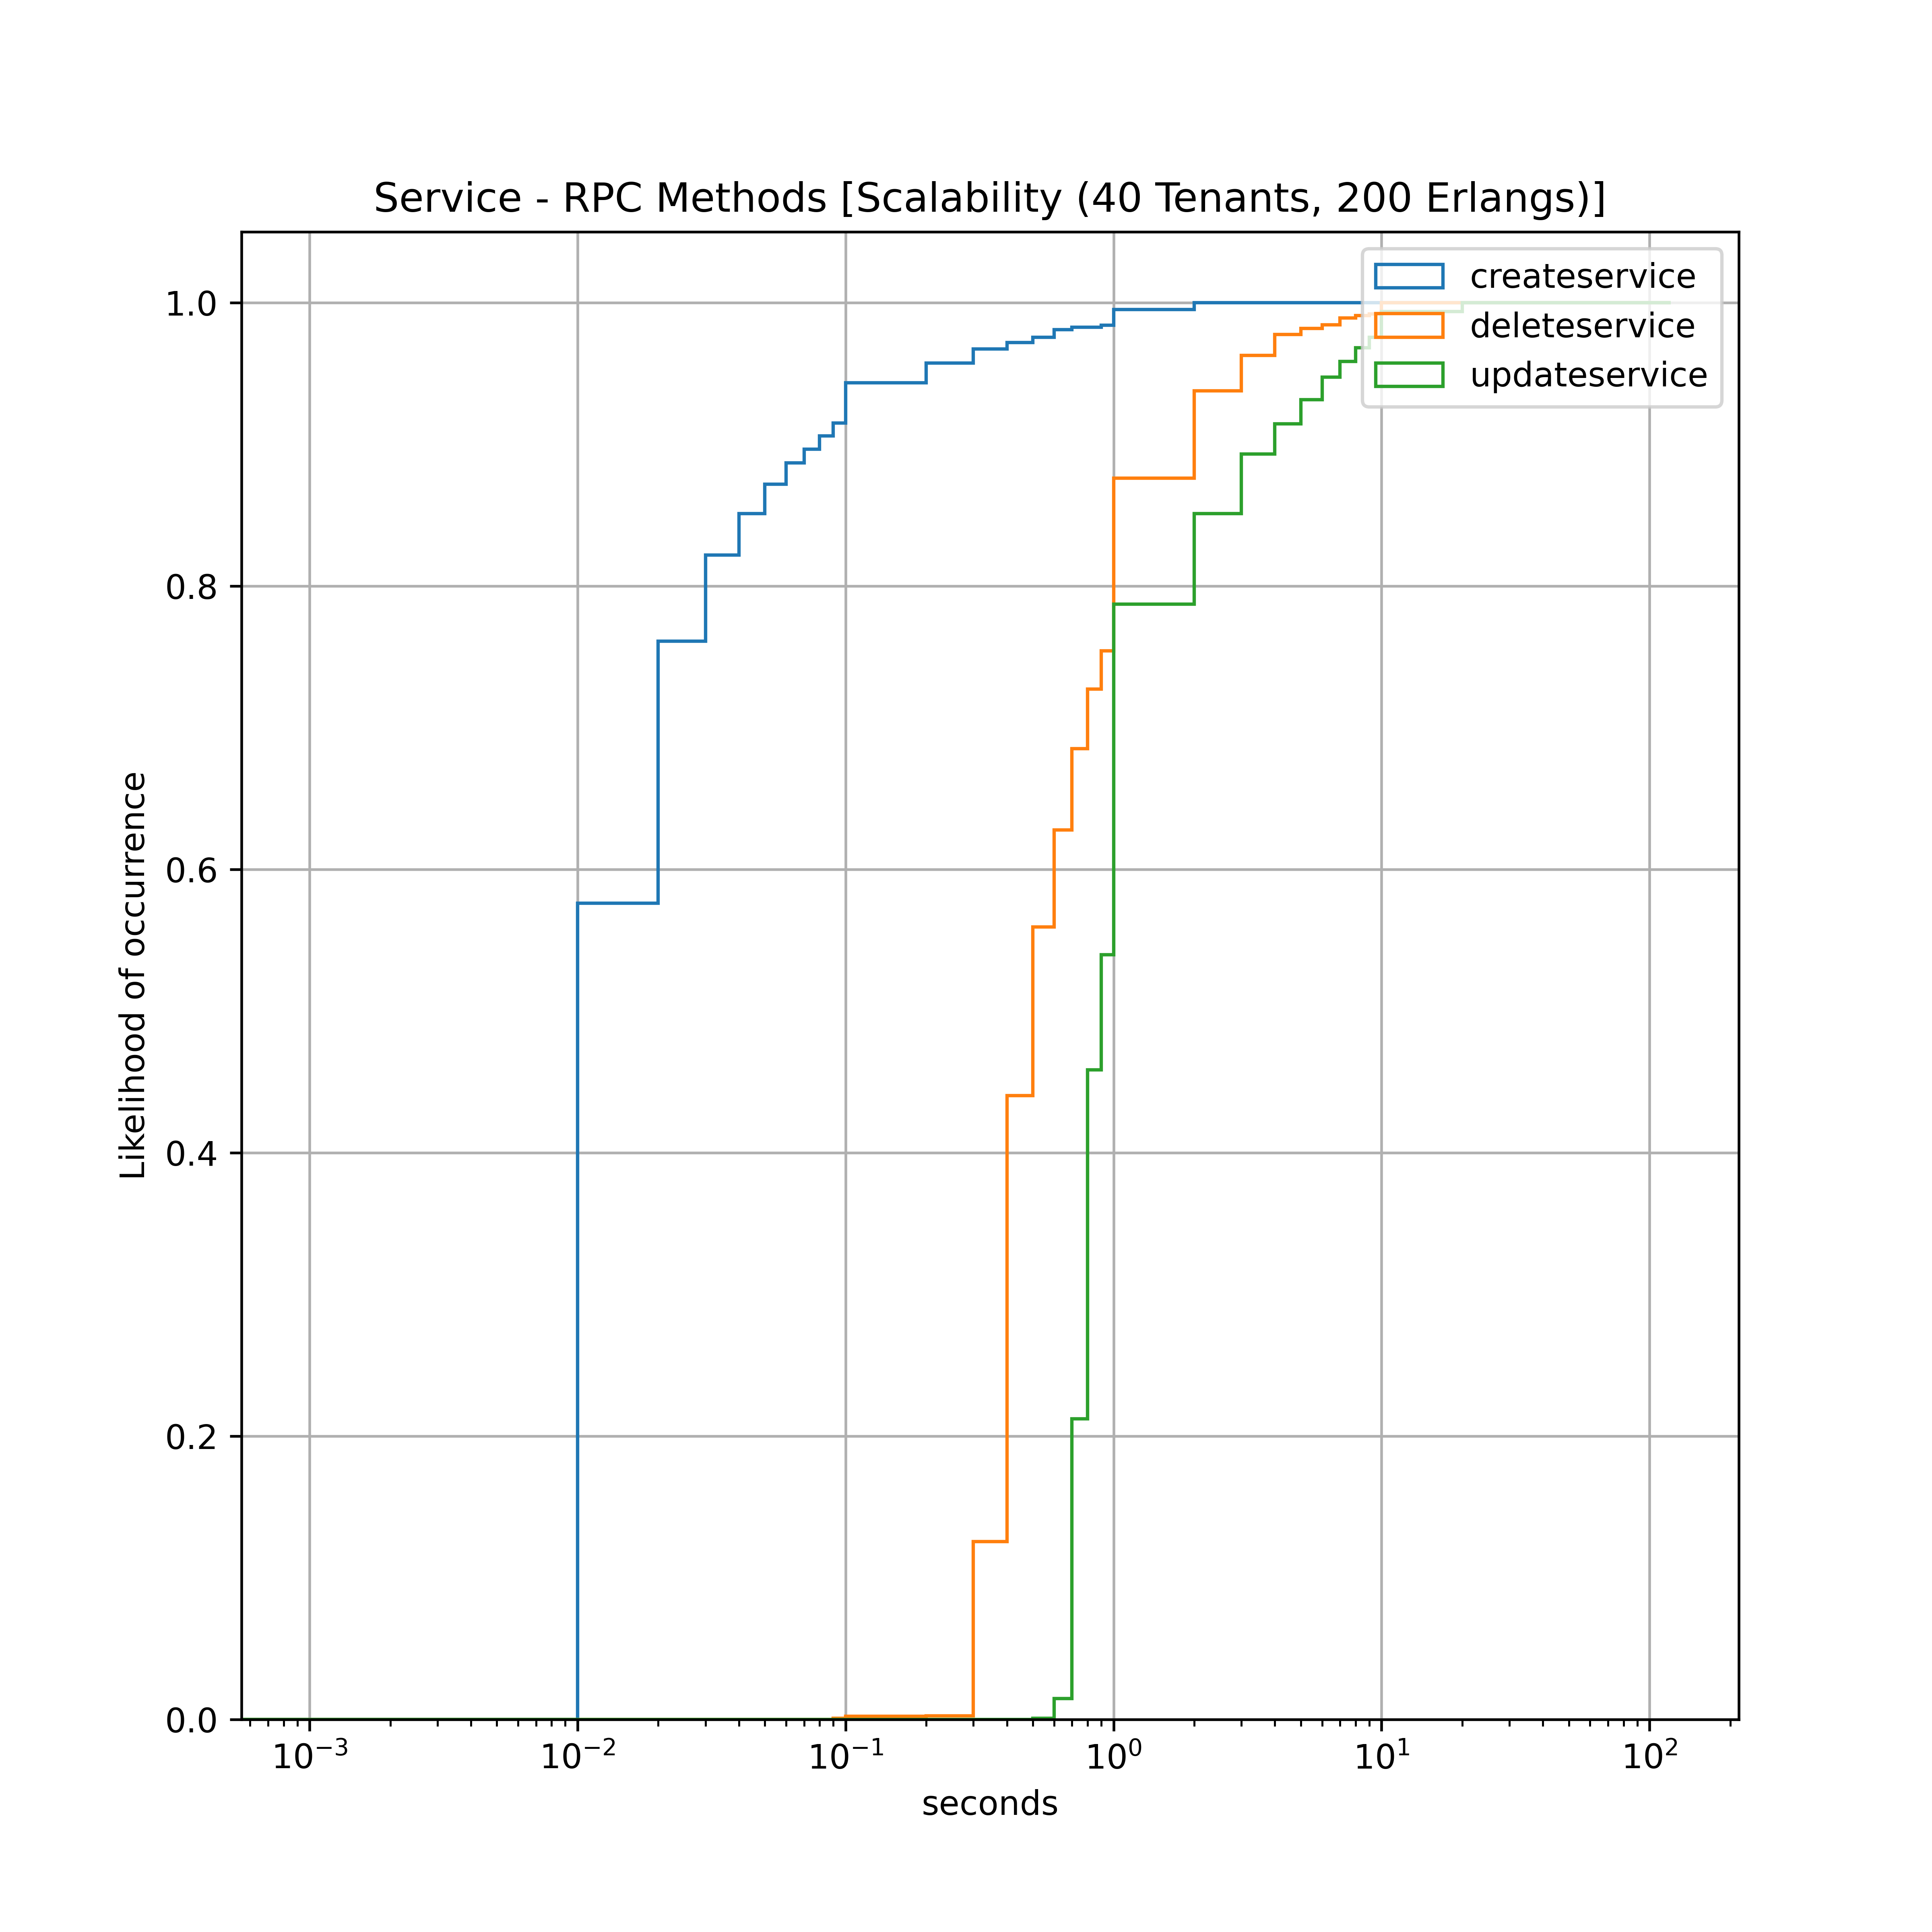 Service - RPC Methods [Scalability (40 Tenants, 200 Erlangs)]
createservice
deleteservice
updateservice
1.0
0.8
0.6
0.4
0.2
0.0
Likelihood of occurrence
10⁻³ 10⁻² 10⁻¹ 10⁰ 10¹ 10²
seconds